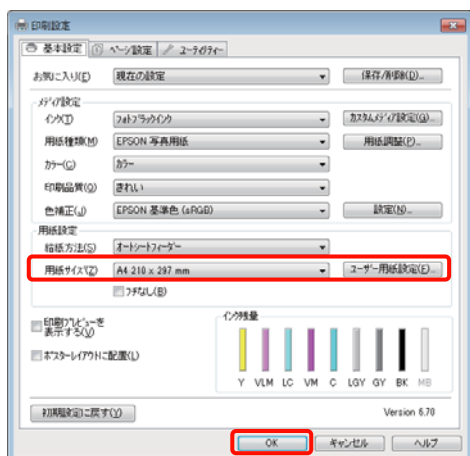 印刷設定
基本設定 ページ設定 ユーティリティー
お気に入り(F) 現在の設定 保存/削除(D)...
メディア設定
インク(I) フォトブラックインク カスタムメディア設定(G)...
用紙種類(M) EPSON 写真用紙 用紙調整(P)...
カラー(C) カラー
印刷品質(Q) きれい
色補正(J) EPSON 基準色 (sRGB) 設定(N)...
用紙設定
給紙方法(S) オートシートフィーダー
用紙サイズ(Z) A4 210 x 297 mm ユーザー用紙設定(E)...
フチなし(B)
印刷プレビューを
表示する(V)
ポスターレイアウトに
配置(L)
インク残量
Y VLM LC VM C LGY GY BK MB
初期設定に戻す(Y) Version 6.70
OK キャンセル ヘルプ